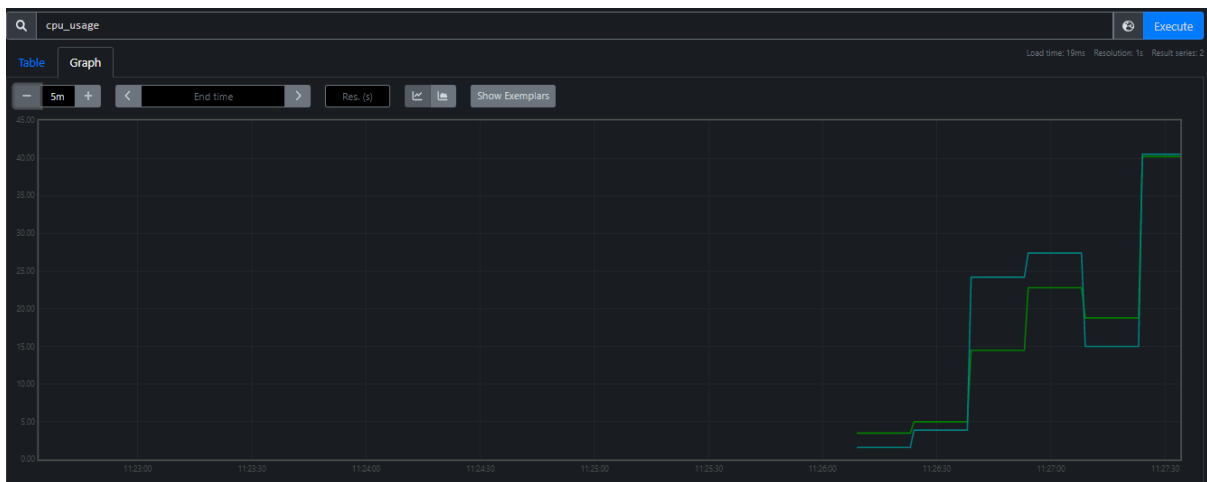 cpu_usage
Execute
Load time: 19ms Resolution: 1s Result series: 2
Table Graph
− 5m + < End time > Res. (s) Show Exemplars
45.00
40.00
35.00
30.00
25.00
20.00
15.00
10.00
5.00
0.00
11:23:00 11:23:30 11:24:00 11:24:30 11:25:00 11:25:30 11:26:00 11:26:30 11:27:00 11:27:30